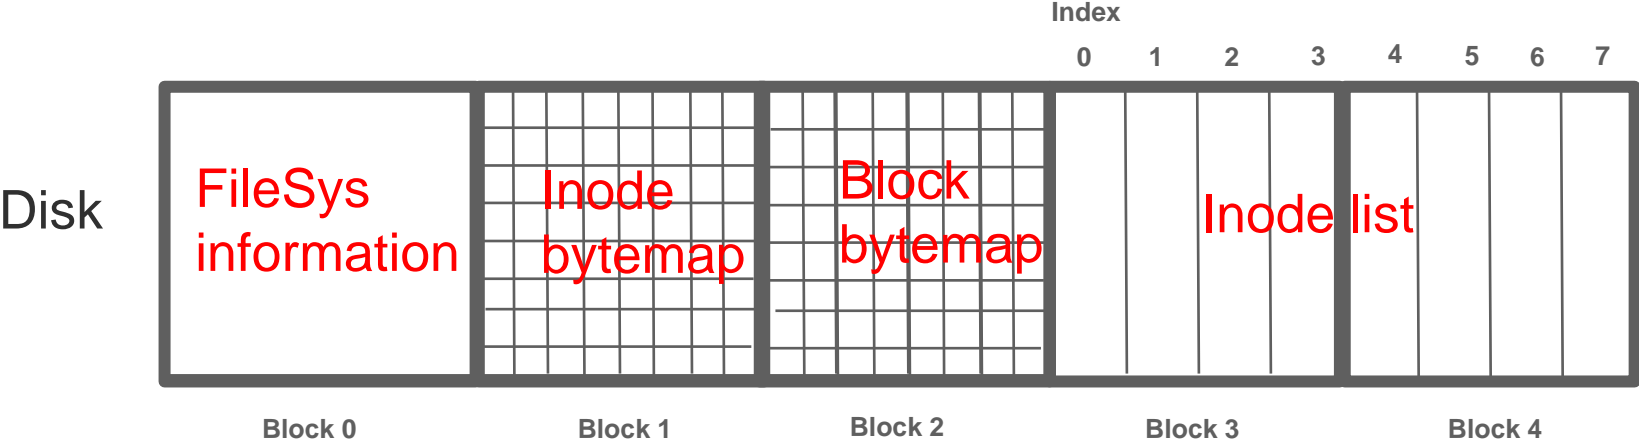 Index
0 1 2 3 4 5 6 7
Disk
FileSys
information
Inode
bytemap
Block
bytemap
Inode list
Block 0 Block 1 Block 2 Block 3 Block 4